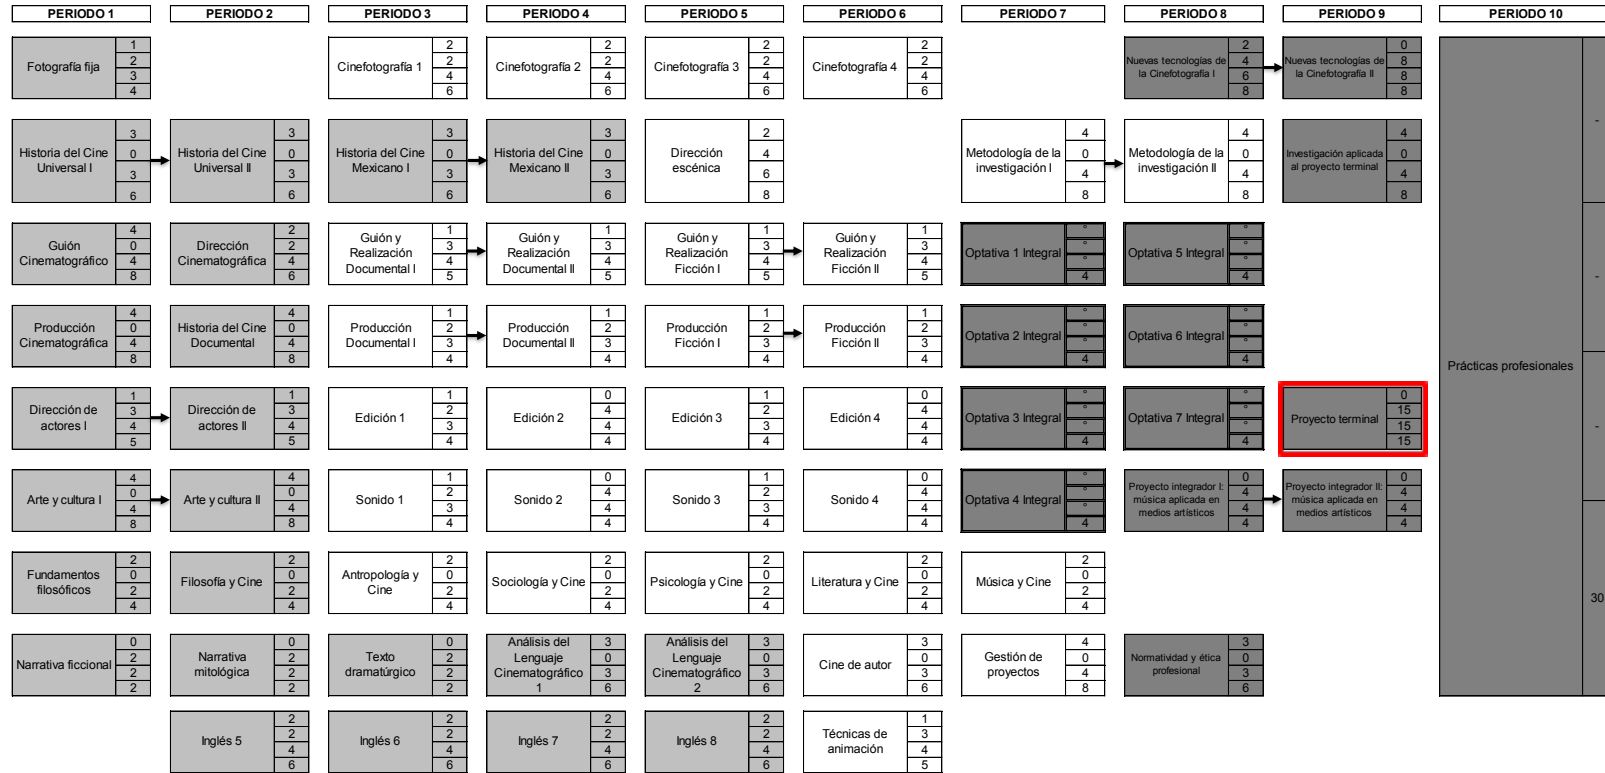 PERIODO 1 PERIODO 2 PERIODO 3 PERIODO 4 PERIODO 5 PERIODO 6 PERIODO 7 PERIODO 8 PERIODO 9 PERIODO 10
Fotografía fija
1
2
3
4
Cinefotografía 1
2
2
4
6
Cinefotografía 2
2
2
4
6
Cinefotografía 3
2
2
4
6
Cinefotografía 4
2
2
4
6
Nuevas tecnologías de
la Cinefotografía I
2
4
6
8
Nuevas tecnologías de
la Cinefotografía II
0
8
8
8
Historia del Cine
Universal I
3
0
3
6
Historia del Cine
Universal II
3
0
3
6
Historia del Cine
Mexicano I
3
0
3
6
Historia del Cine
Mexicano II
3
0
3
6
Dirección
escénica
2
4
6
8
Metodología de la
investigación I
4
0
4
8
Metodología de la
investigación II
4
0
4
8
Investigación aplicada
al proyecto terminal
4
0
4
8
Guión
Cinematográfico
4
0
4
8
Dirección
Cinematográfica
2
2
4
6
Guión y
Realización
Documental I
1
3
4
5
Guión y
Realización
Documental II
1
3
4
5
Guión y
Realización
Ficción I
1
3
4
5
Guión y
Realización
Ficción II
1
3
4
5
Optativa 1 Integral
°
°
°
4
Optativa 5 Integral
°
°
°
4
Producción
Cinematográfica
4
0
4
8
Historia del Cine
Documental
4
0
4
8
Producción
Documental I
1
2
3
4
Producción
Documental II
1
2
3
4
Producción
Ficción I
1
2
3
4
Producción
Ficción II
1
2
3
4
Optativa 2 Integral
°
°
°
4
Optativa 6 Integral
°
°
°
4
Dirección de
actores I
1
3
4
5
Dirección de
actores II
1
3
4
5
Edición 1
1
2
3
4
Edición 2
0
4
4
4
Edición 3
1
2
3
4
Edición 4
0
4
4
4
Optativa 3 Integral
°
°
°
4
Optativa 7 Integral
°
°
°
4
Proyecto terminal
0
15
15
15
Arte y cultura I
4
0
4
8
Arte y cultura II
4
0
4
8
Sonido 1
1
2
3
4
Sonido 2
0
4
4
4
Sonido 3
1
2
3
4
Sonido 4
0
4
4
4
Optativa 4 Integral
°
°
°
4
Proyecto integrador I:
música aplicada en
medios artísticos
0
4
4
4
Proyecto integrador II:
música aplicada en
medios artísticos
0
4
4
4
Fundamentos
filosóficos
2
0
2
4
Filosofía y Cine
2
0
2
4
Antropología y
Cine
2
0
2
4
Sociología y Cine
2
0
2
4
Psicología y Cine
2
0
2
4
Literatura y Cine
2
0
2
4
Música y Cine
2
0
2
4
Narrativa ficcional
0
2
2
2
Narrativa
mitológica
0
2
2
2
Texto
dramatúrgico
0
2
2
2
Análisis del
Lenguaje
Cinematográfico
1
3
0
3
6
Análisis del
Lenguaje
Cinematográfico
2
3
0
3
6
Cine de autor
3
0
3
6
Gestión de
proyectos
4
0
4
8
Normatividad y ética
profesional
3
0
3
6
Inglés 5
2
2
4
6
Inglés 6
2
2
4
6
Inglés 7
2
2
4
6
Inglés 8
2
2
4
6
Técnicas de
animación
1
3
4
5
Prácticas profesionales
-
-
-
30